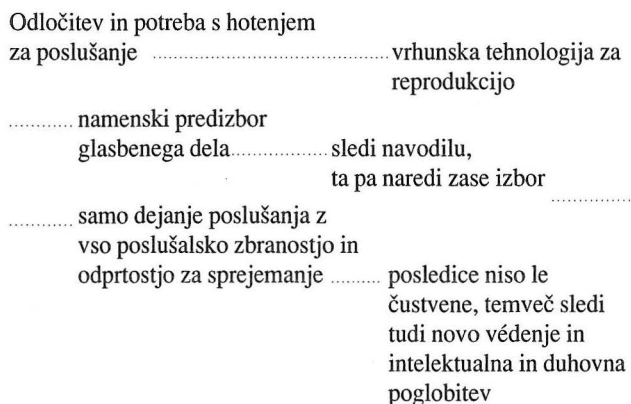 Odločitev in potreba s hotenjem
za poslušanje ........................................ vrhunska tehnologija za
reprodukcijo
........... namenski predizbor
glasbenega dela................ sledi navodilu,
ta pa naredi zase izbor
.............
........... samo dejanje poslušanja z
vso poslušalsko zbranostjo in
odprtostjo za sprejemanje ......... posledice niso le
čustvene, temveč sledi
tudi novo védenje in
intelektualna in duhovna
poglobitev